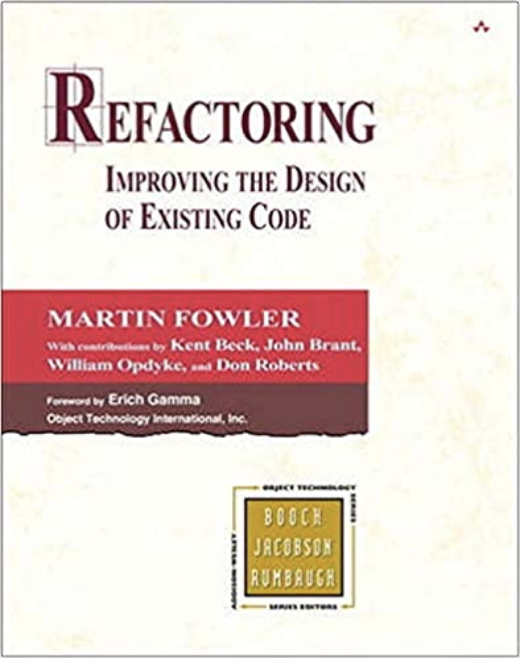 REFACTORING
IMPROVING THE DESIGN
OF EXISTING CODE
MARTIN FOWLER
With contributions by Kent Beck, John Brant,
William Opdyke, and Don Roberts
Foreword by Erich Gamma
Object Technology International, Inc.
OBJECT TECHNOLOGY
SERIES
BOOCH
JACOBSON
RUMBAUGH
ADDISON-WESLEY
SERIES EDITORS